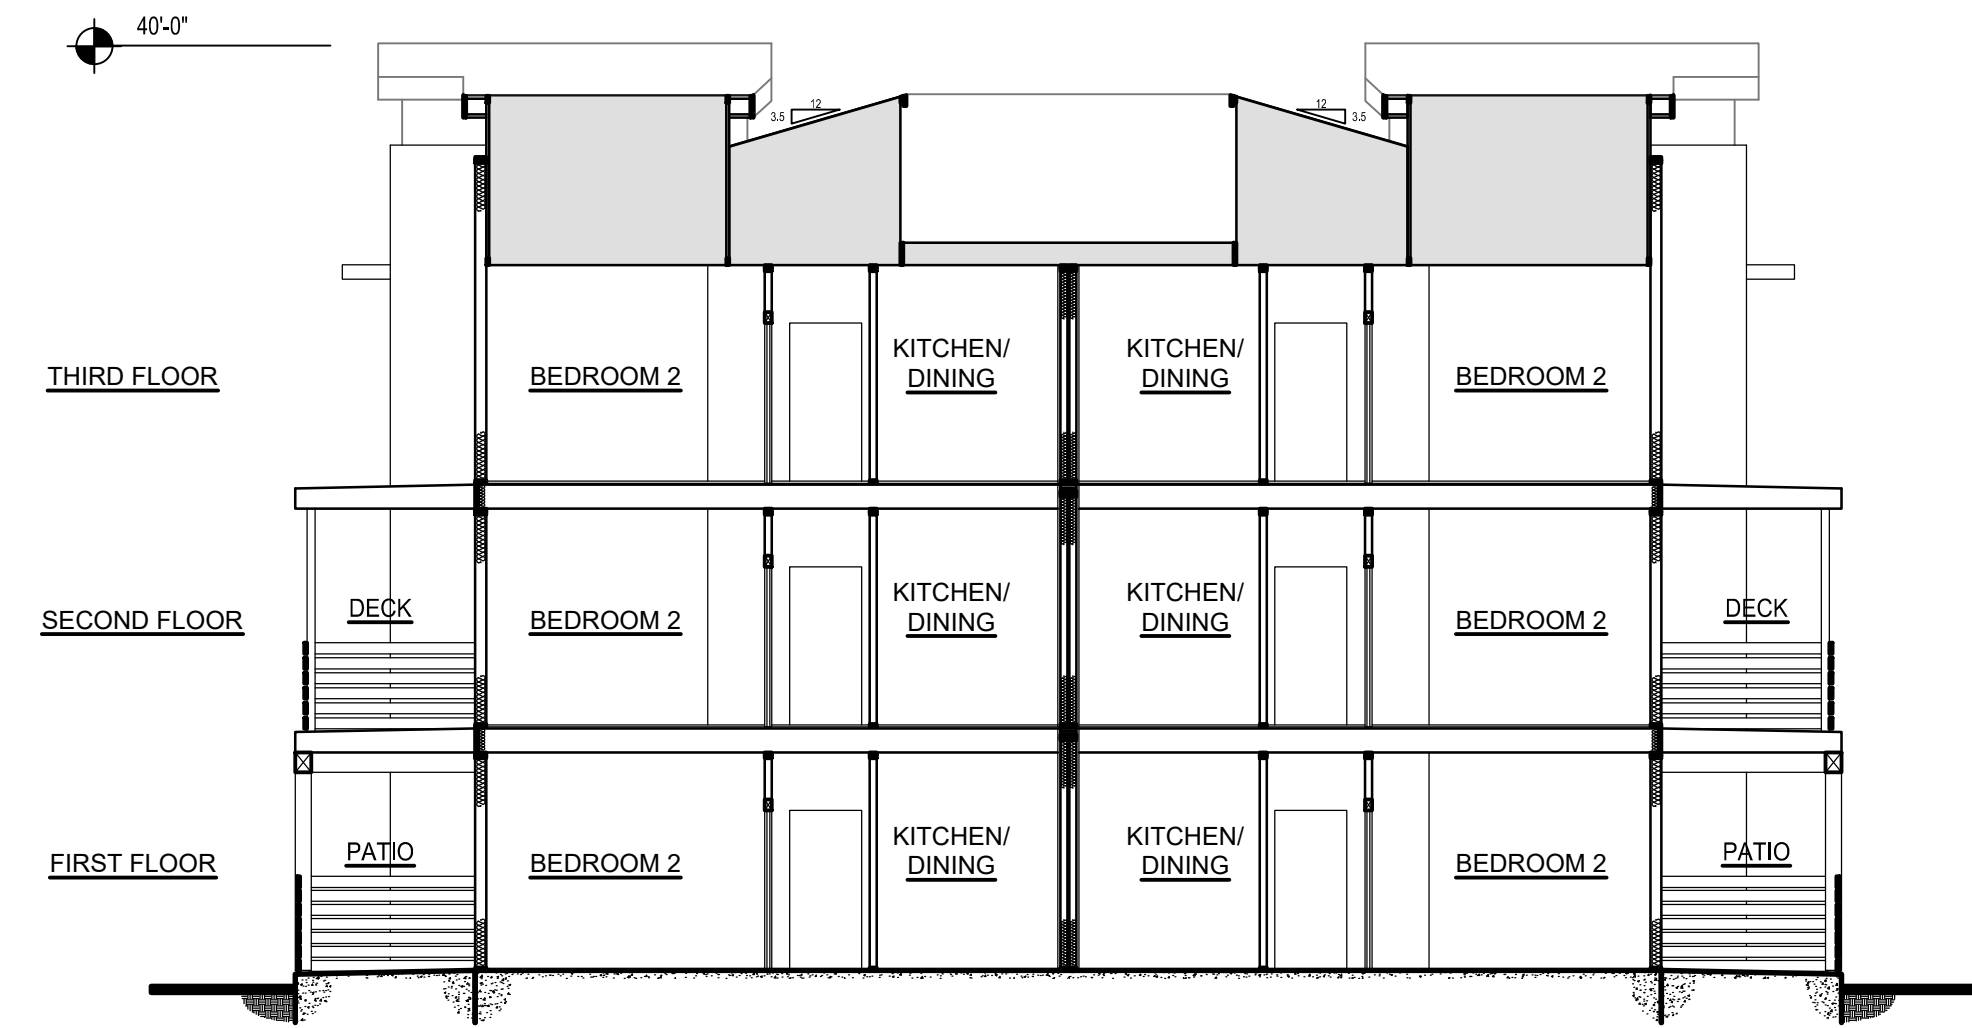 40'-0"
12
3.5
12
3.5
THIRD FLOOR
BEDROOM 2
KITCHEN/
DINING
KITCHEN/
DINING
BEDROOM 2
SECOND FLOOR
DECK
BEDROOM 2
KITCHEN/
DINING
KITCHEN/
DINING
BEDROOM 2
DECK
FIRST FLOOR
PATIO
BEDROOM 2
KITCHEN/
DINING
KITCHEN/
DINING
BEDROOM 2
PATIO